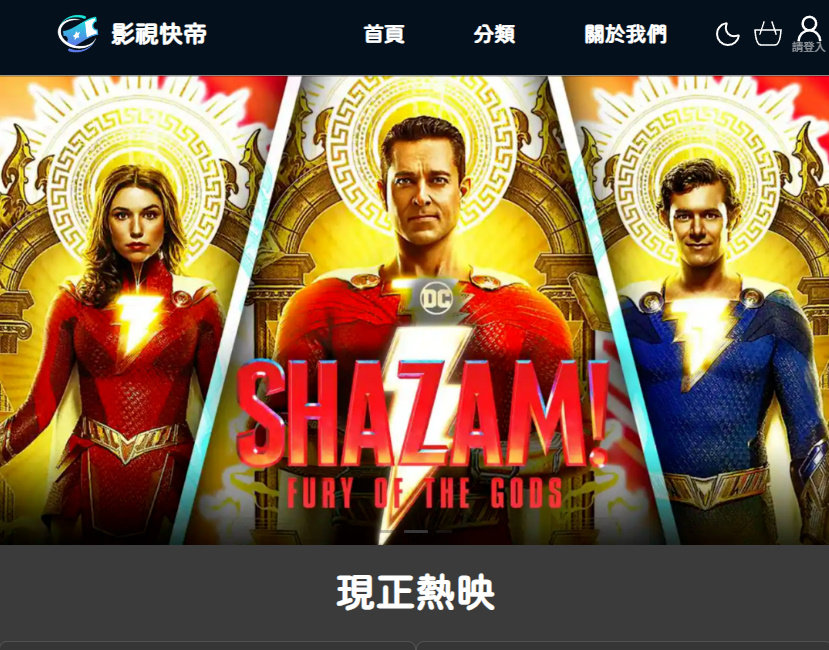 影視快帝
首頁
分類
關於我們
請登入
DC
SHAZAM!
FURY OF THE GODS
現正熱映